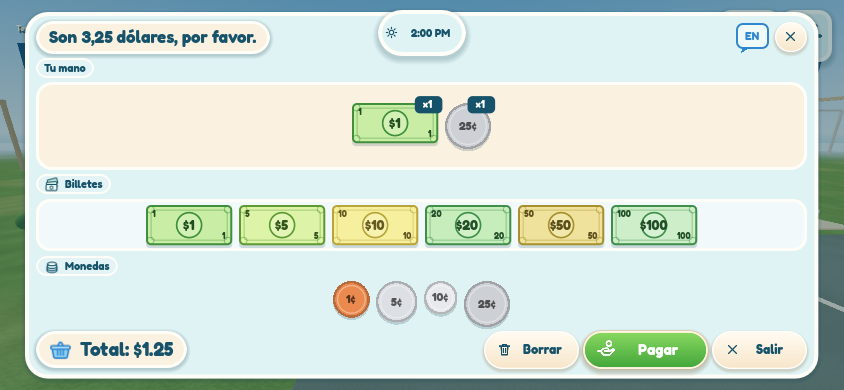 Son 3,25 dólares, por favor.
2:00 PM
EN
Tu mano
x1
x1
1
$1
1
25¢
Billetes
1
$1
1
5
$5
5
10
$10
10
20
$20
20
50
$50
50
100
$100
100
Monedas
1¢
5¢
10¢
25¢
Total: $1.25
Borrar
Pagar
Salir